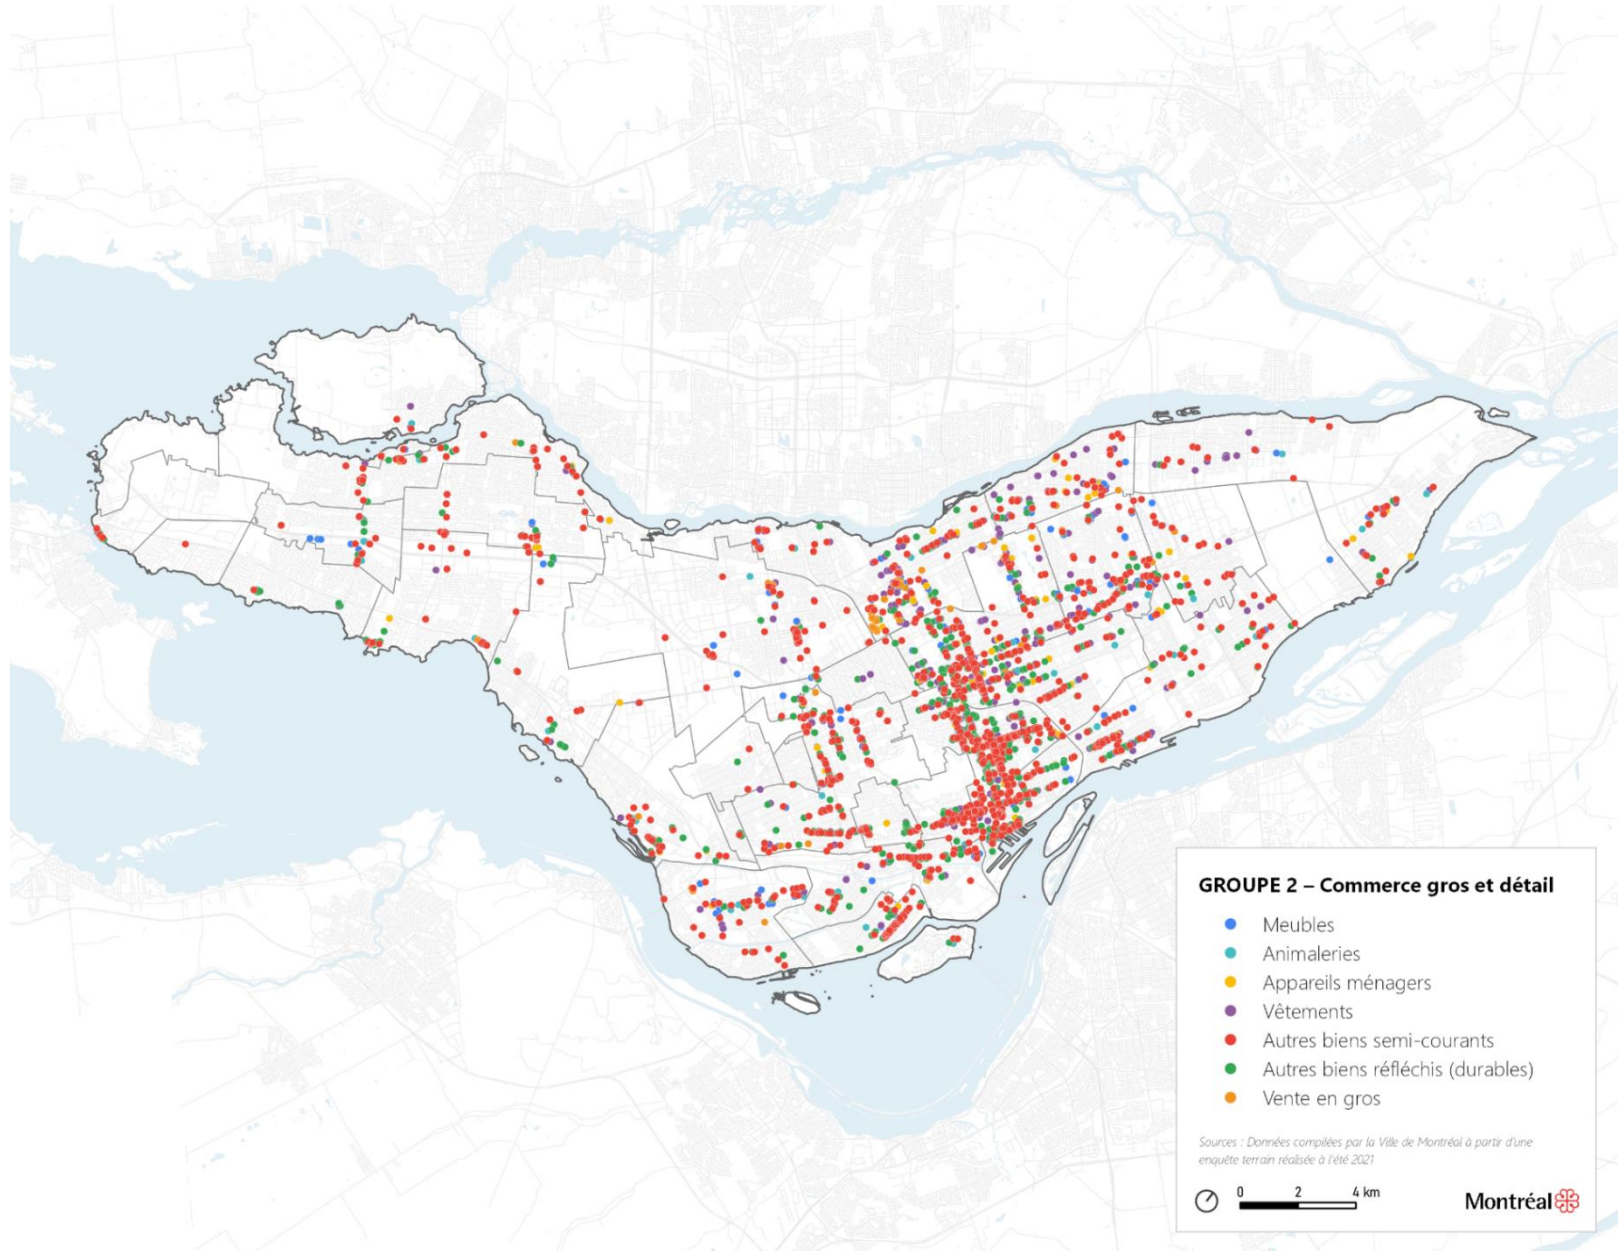 GROUPE 2 – Commerce gros et détail
Meubles
Animaleries
Appareils ménagers
Vêtements
Autres biens semi-courants
Autres biens réfléchis (durables)
Vente en gros
Sources : Données compilées par la Ville de Montréal à partir d'une
enquête terrain réalisée à l'été 2021
0 2 4 km
Montréal